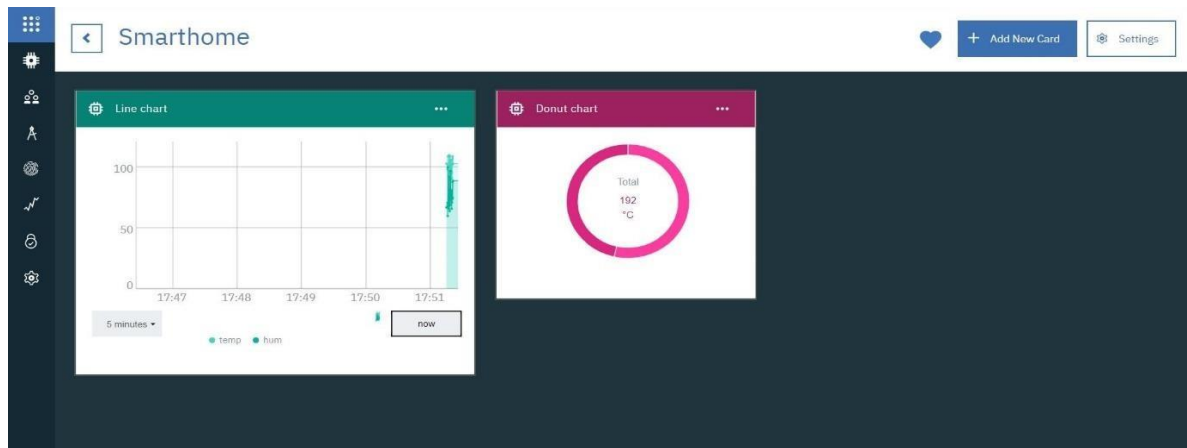 Smarthome
+ Add New Card
Settings
Line chart
100
50
0
17:47 17:48 17:49 17:50 17:51
5 minutes
now
temp hum
Donut chart
Total
192
°C